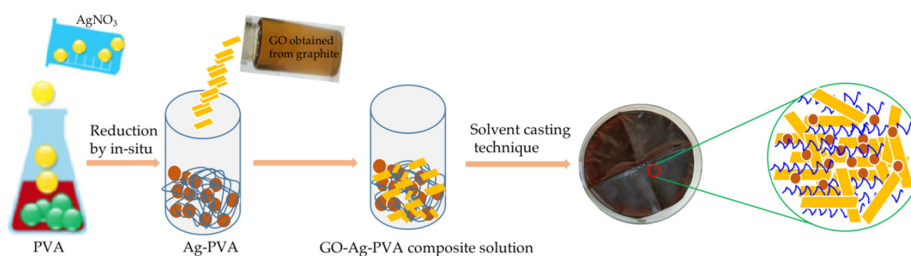 AgNO₃
GO obtained
from graphite
Reduction
by in-situ
Solvent casting
technique
PVA
Ag-PVA
GO-Ag-PVA composite solution